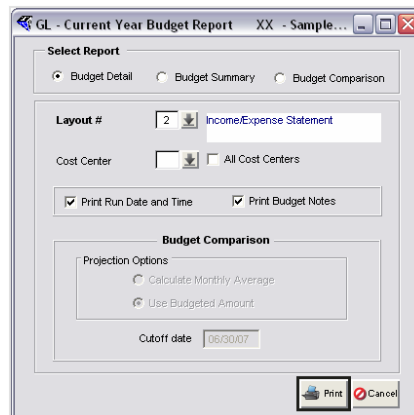 GL - Current Year Budget Report XX - Sample...
Select Report
Budget Detail Budget Summary Budget Comparison
Layout # 2 Income/Expense Statement
Cost Center All Cost Centers
Print Run Date and Time Print Budget Notes
Budget Comparison
Projection Options
Calculate Monthly Average
Use Budgeted Amount
Cutoff date 06/30/07
Print Cancel